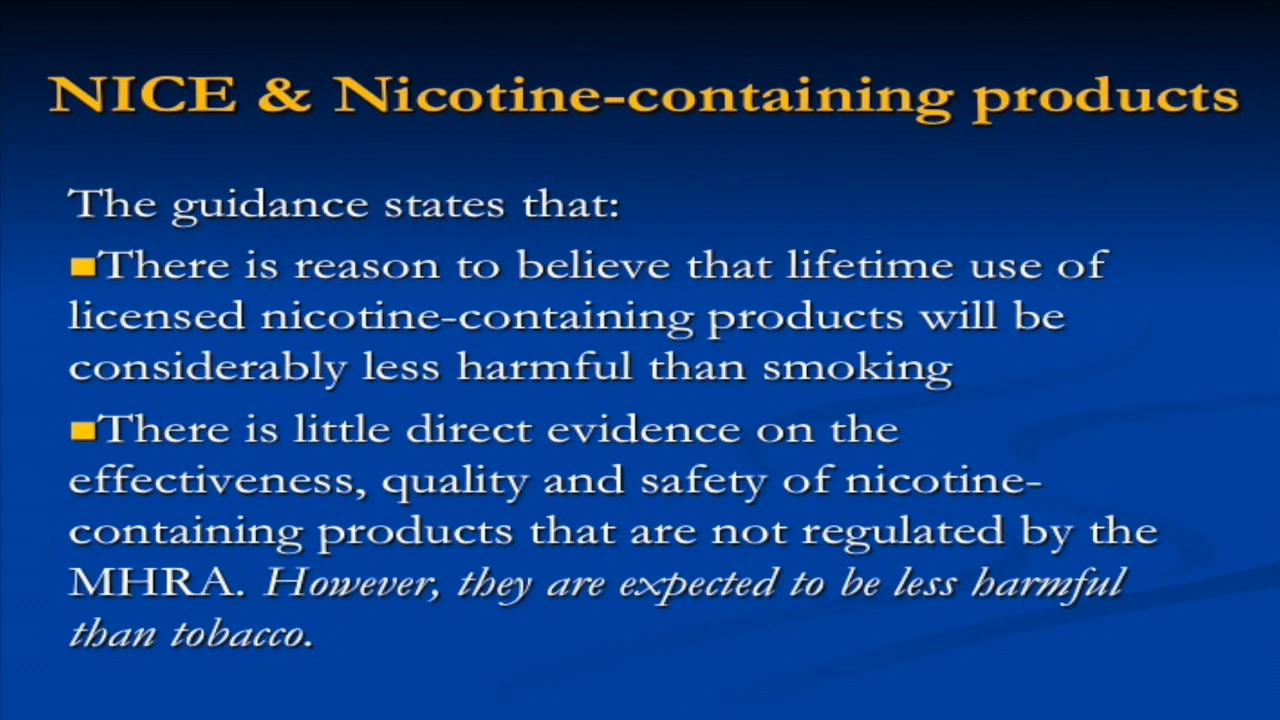 NICE & Nicotine-containing products
The guidance states that:
■There is reason to believe that lifetime use of
licensed nicotine-containing products will be
considerably less harmful than smoking
■There is little direct evidence on the
effectiveness, quality and safety of nicotine-
containing products that are not regulated by the
MHRA. However, they are expected to be less harmful
than tobacco.